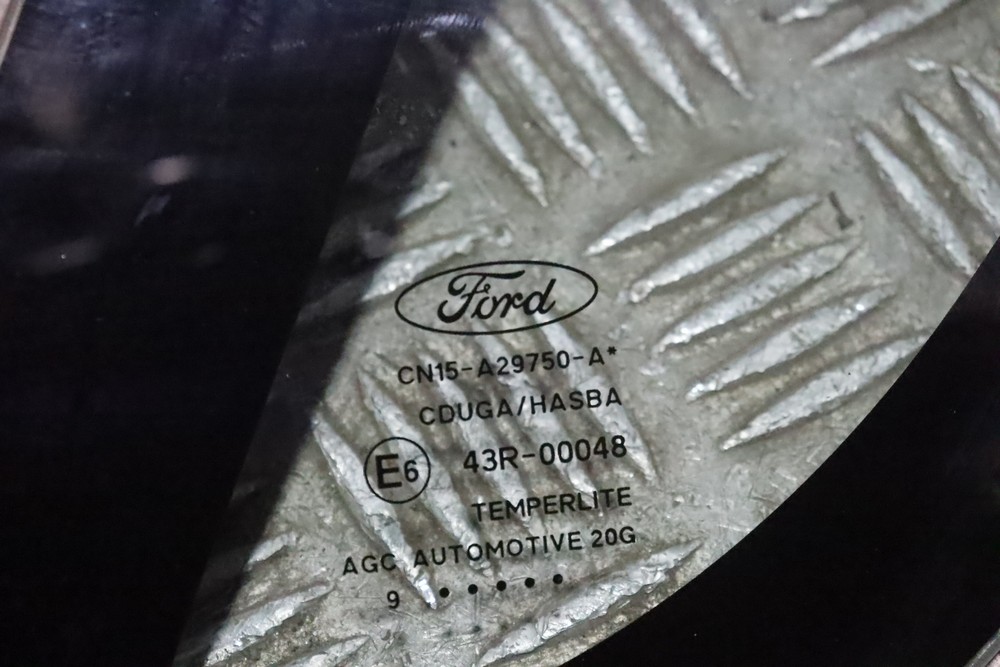 Ford
CN15-A29750-A*
CDUGA/HASBA
E6 43R-00048
TEMPERLITE
AGC AUTOMOTIVE 20G
9 • • • • •